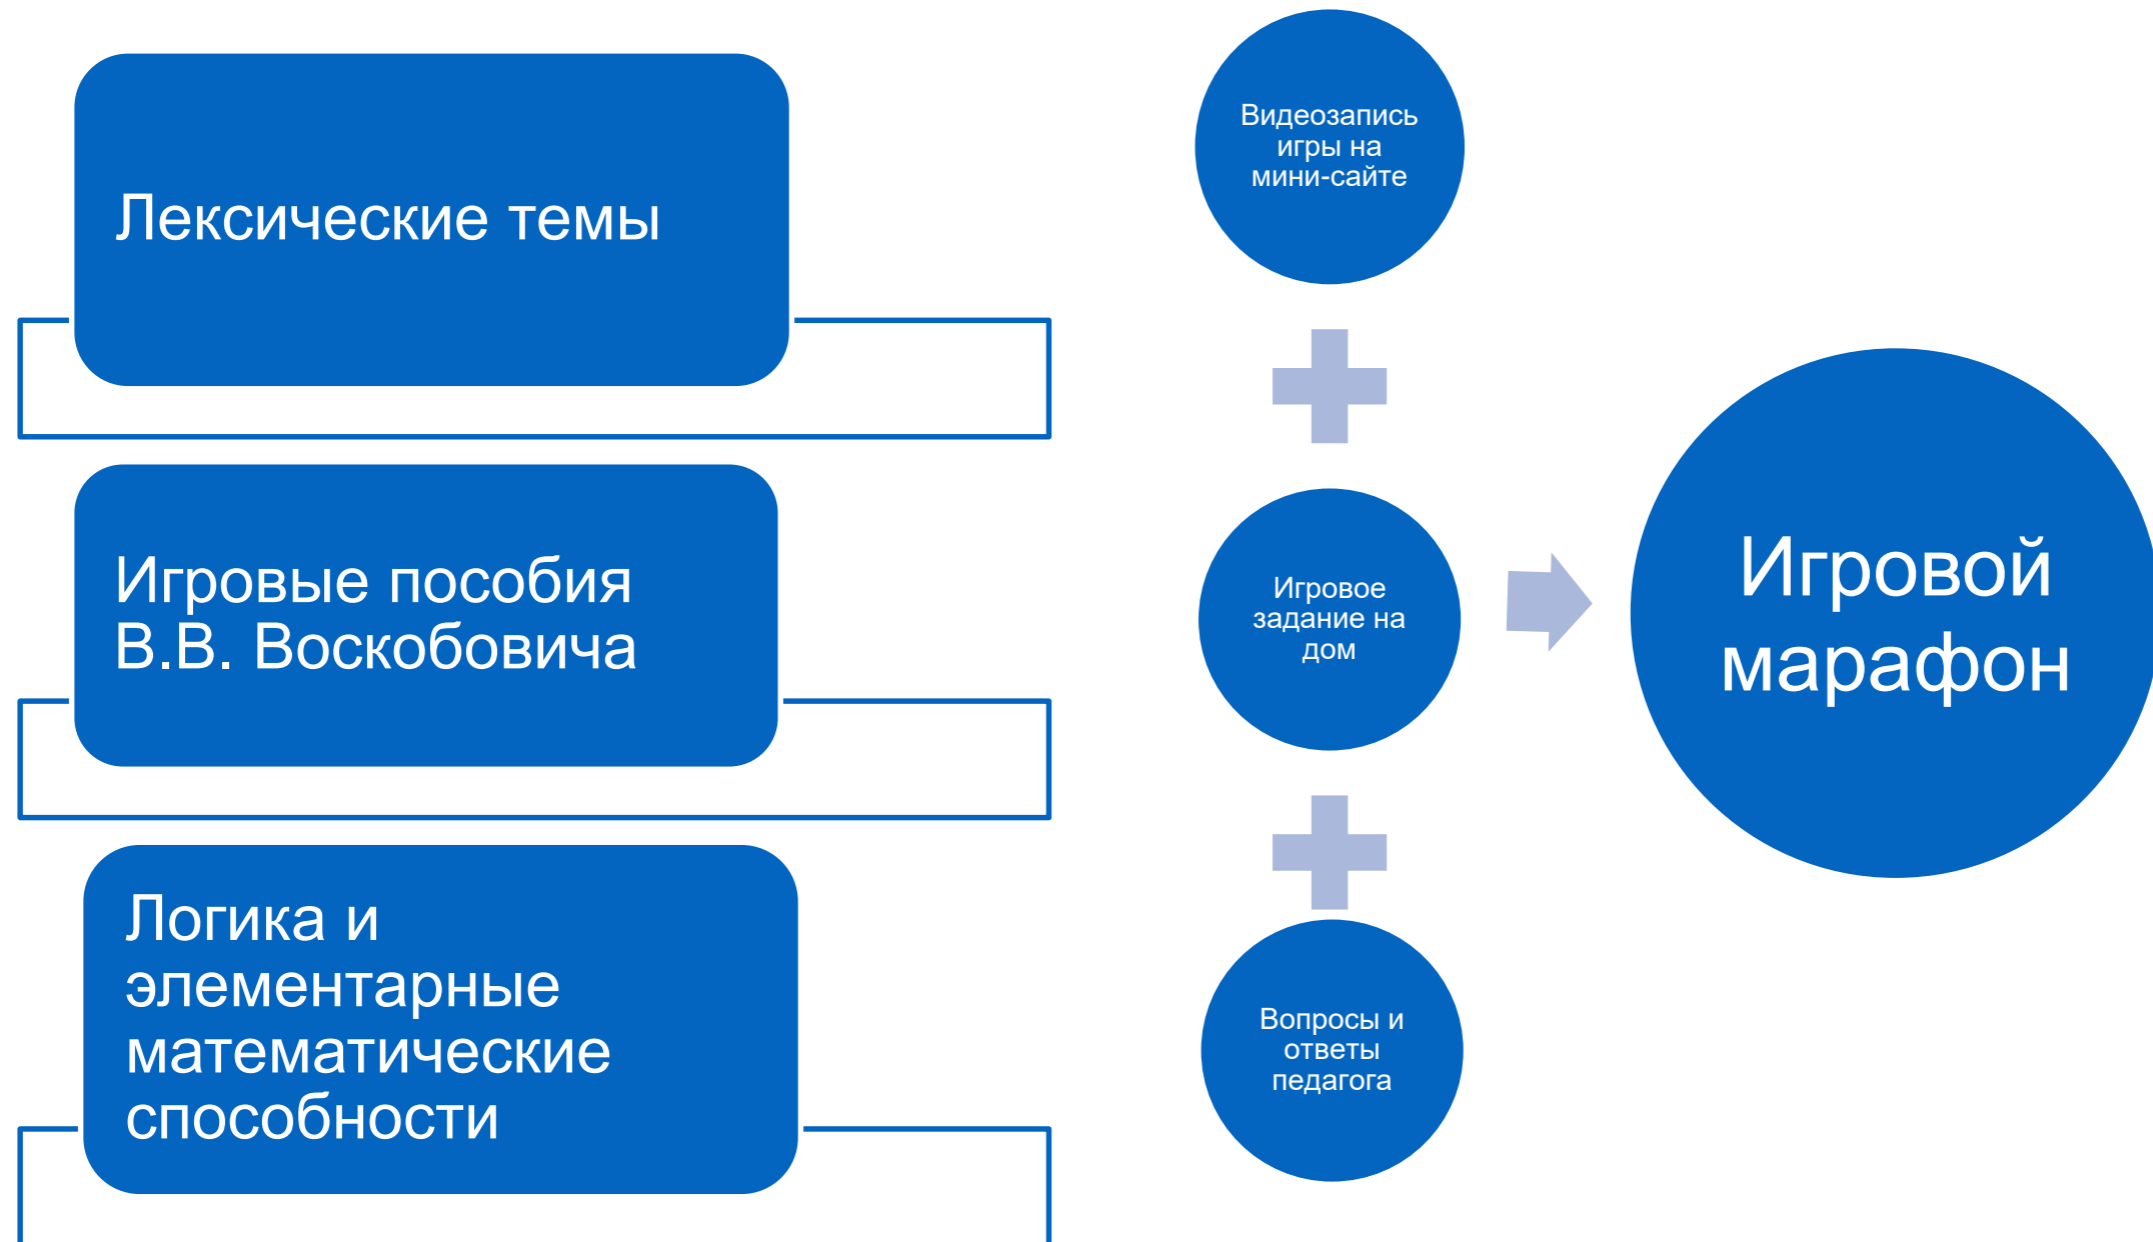 Лексические темы
Игровые пособия
В.В. Воскобовича
Логика и
элементарные
математические
способности
Видеозапись
игры на
мини-сайте
Игровое
задание на
дом
Вопросы и
ответы
педагога
Игровой
марафон